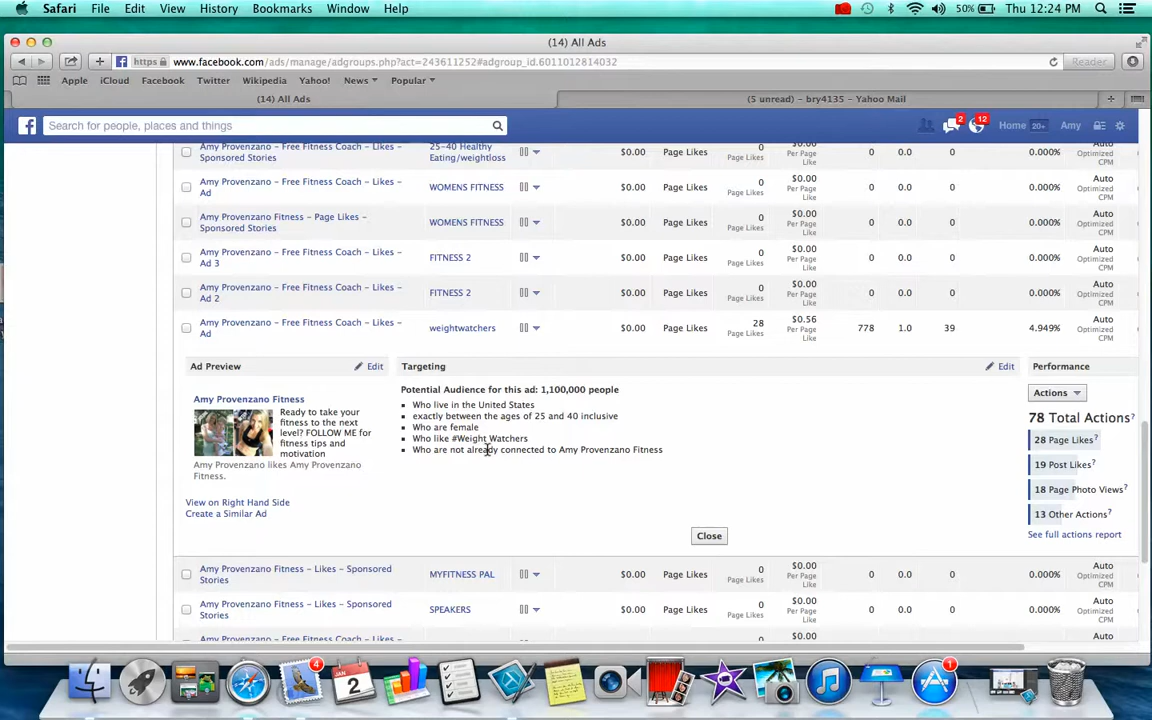 Safari File Edit View History Bookmarks Window Help 50% Thu 12:24 PM
(14) All Ads
https www.facebook.com/ads/manage/adgroups.php?act=243611252#adgroup_id.6011012814032 Reader
Apple iCloud Facebook Twitter Wikipedia Yahoo! News Popular
(14) All Ads (5 unread) - bry4135 - Yahoo Mail
Search for people, places and things 2 12 Home 20+ Amy
Amy Provenzano - Free Fitness Coach - Likes - Sponsored Stories 25-40 Healthy Eating/weightloss $0.00 Page Likes 0 Page Likes $0.00 Per Page Like 0 0.0 0 0.000% Auto Optimized CPM
Amy Provenzano - Free Fitness Coach - Likes - Ad WOMENS FITNESS $0.00 Page Likes 0 Page Likes $0.00 Per Page Like 0 0.0 0 0.000% Auto Optimized CPM
Amy Provenzano Fitness - Page Likes - Sponsored Stories WOMENS FITNESS $0.00 Page Likes 0 Page Likes $0.00 Per Page Like 0 0.0 0 0.000% Auto Optimized CPM
Amy Provenzano - Free Fitness Coach - Likes - Ad 3 FITNESS 2 $0.00 Page Likes 0 Page Likes $0.00 Per Page Like 0 0.0 0 0.000% Auto Optimized CPM
Amy Provenzano - Free Fitness Coach - Likes - Ad 2 FITNESS 2 $0.00 Page Likes 0 Page Likes $0.00 Per Page Like 0 0.0 0 0.000% Auto Optimized CPM
Amy Provenzano - Free Fitness Coach - Likes - Ad weightwatchers $0.00 Page Likes 28 Page Likes $0.56 Per Page Like 778 1.0 39 4.949% Auto Optimized CPM
Ad Preview Edit Targeting Edit Performance
Potential Audience for this ad: 1,100,000 people
Who live in the United States
exactly between the ages of 25 and 40 inclusive
Who are female
Who like #Weight Watchers
Who are not already connected to Amy Provenzano Fitness
Amy Provenzano Fitness
Ready to take your
fitness to the next
level? FOLLOW ME for
fitness tips and
motivation
Amy Provenzano likes Amy Provenzano
Fitness.
View on Right Hand Side
Create a Similar Ad
Close
Actions
78 Total Actions?
28 Page Likes?
19 Post Likes?
18 Page Photo Views?
13 Other Actions?
See full actions report
Amy Provenzano Fitness - Likes - Sponsored Stories MYFITNESS PAL $0.00 Page Likes 0 Page Likes $0.00 Per Page Like 0 0.0 0 0.000% Auto Optimized CPM
Amy Provenzano Fitness - Likes - Sponsored Stories SPEAKERS $0.00 Page Likes 0 Page Likes $0.00 Per Page Like 0 0.0 0 0.000% Auto Optimized CPM
Amy Provenzano Fitness - Likes - Sponsored 0 $0.00 Auto
4 JAN 2 1